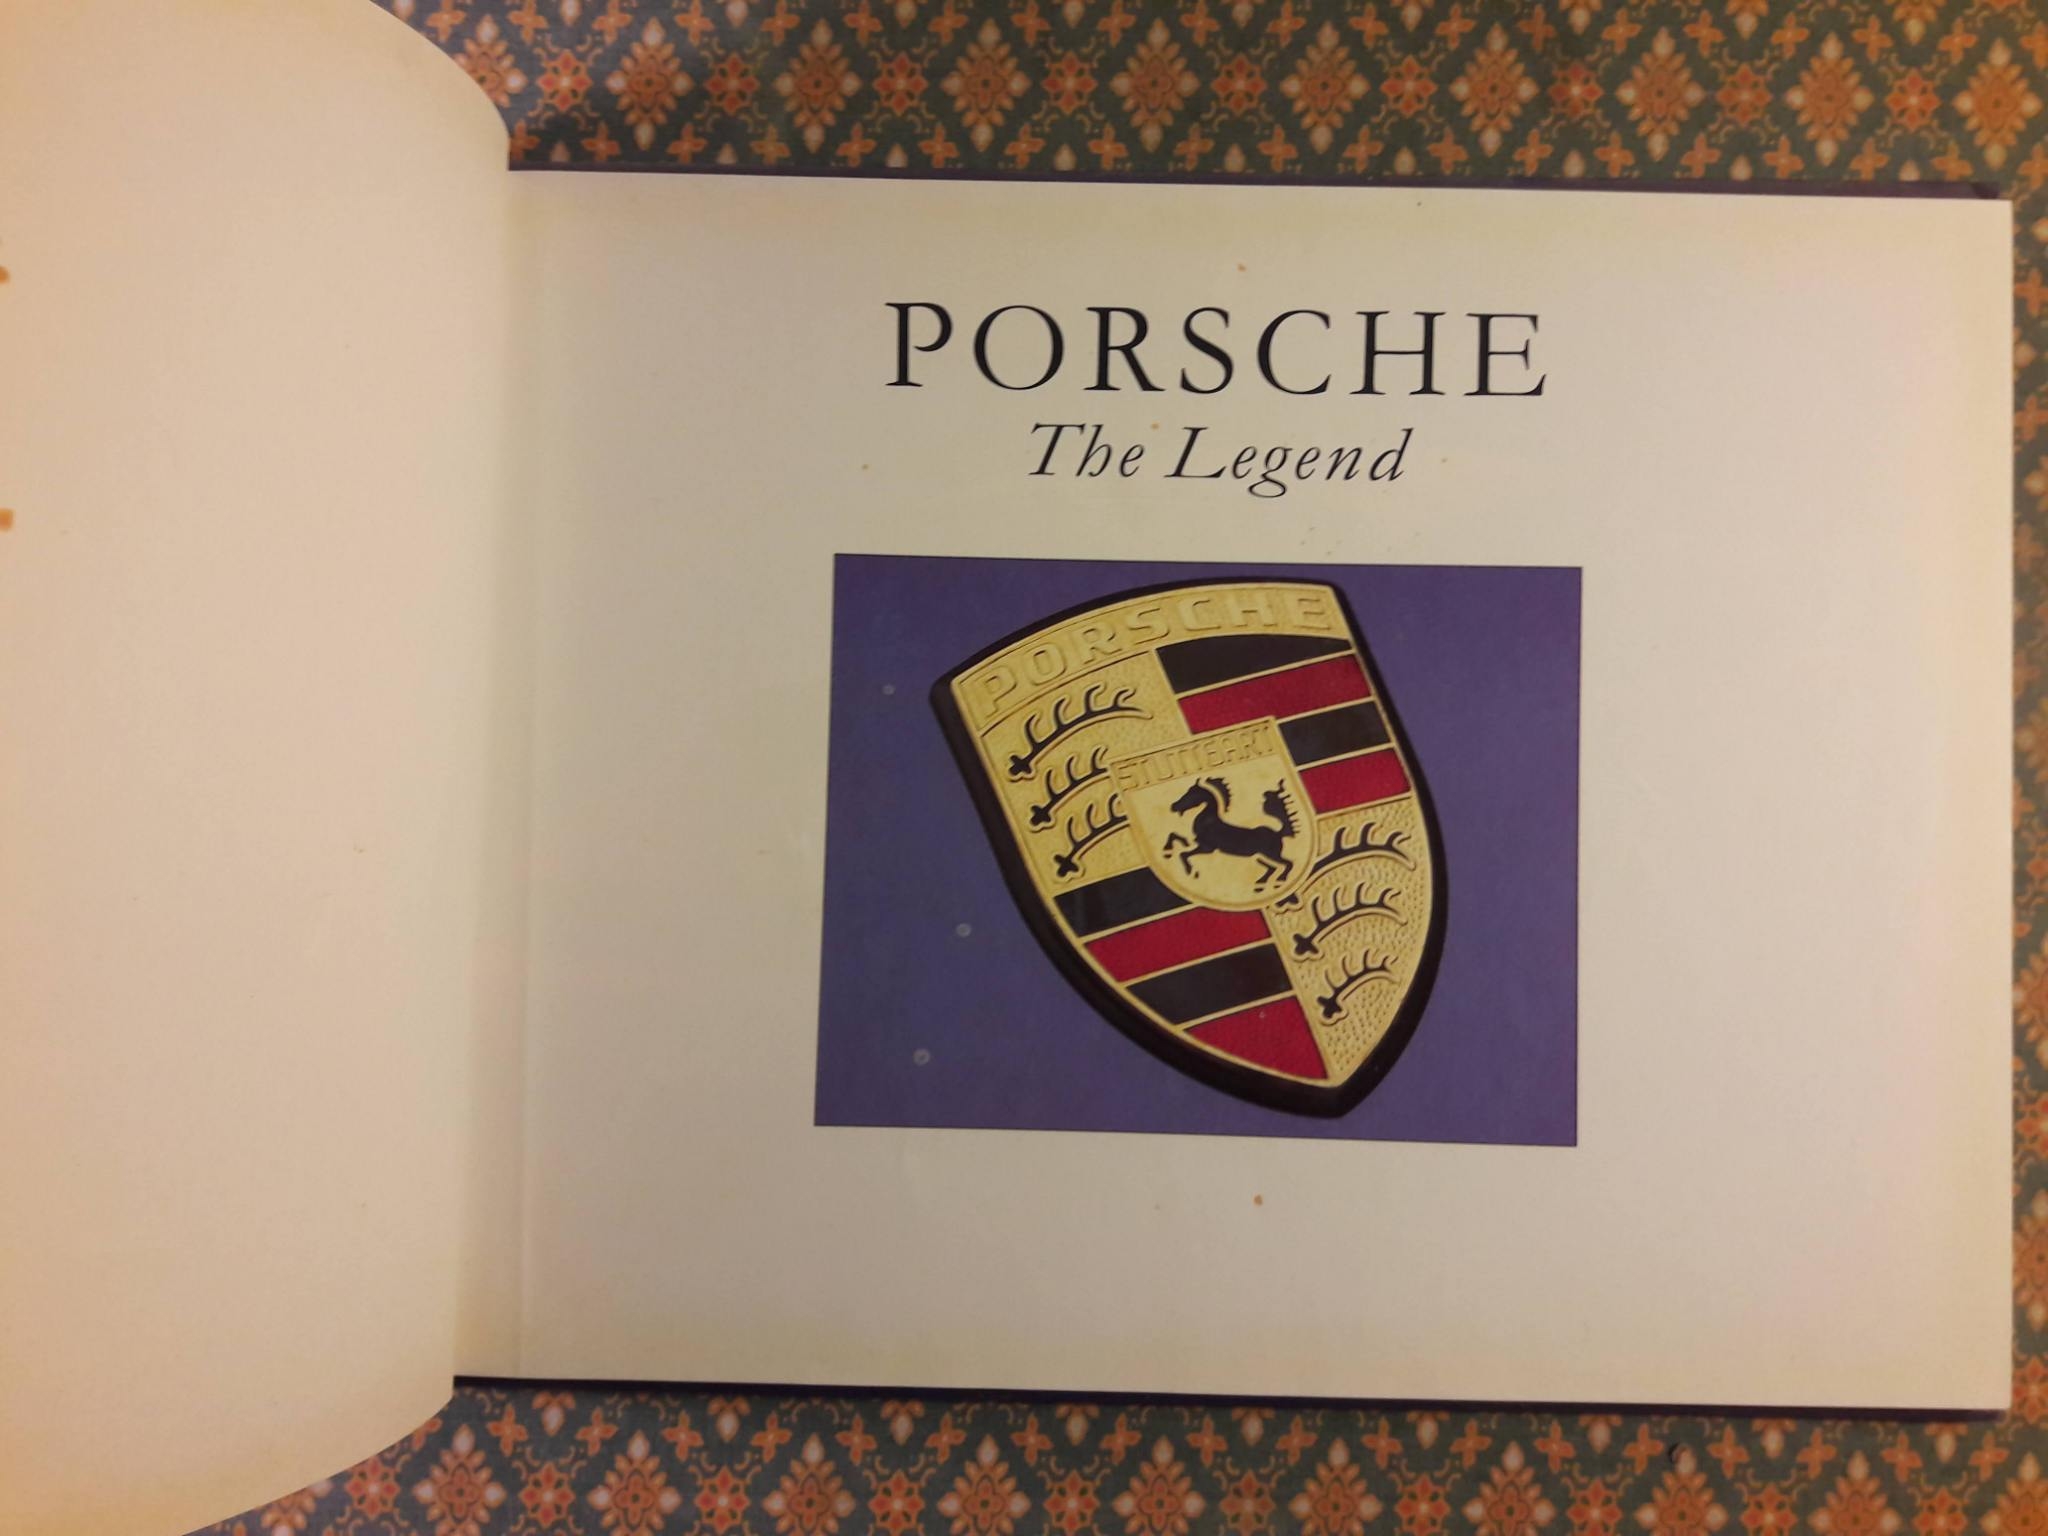 PORSCHE
The Legend
PORSCHE
STUTTGART